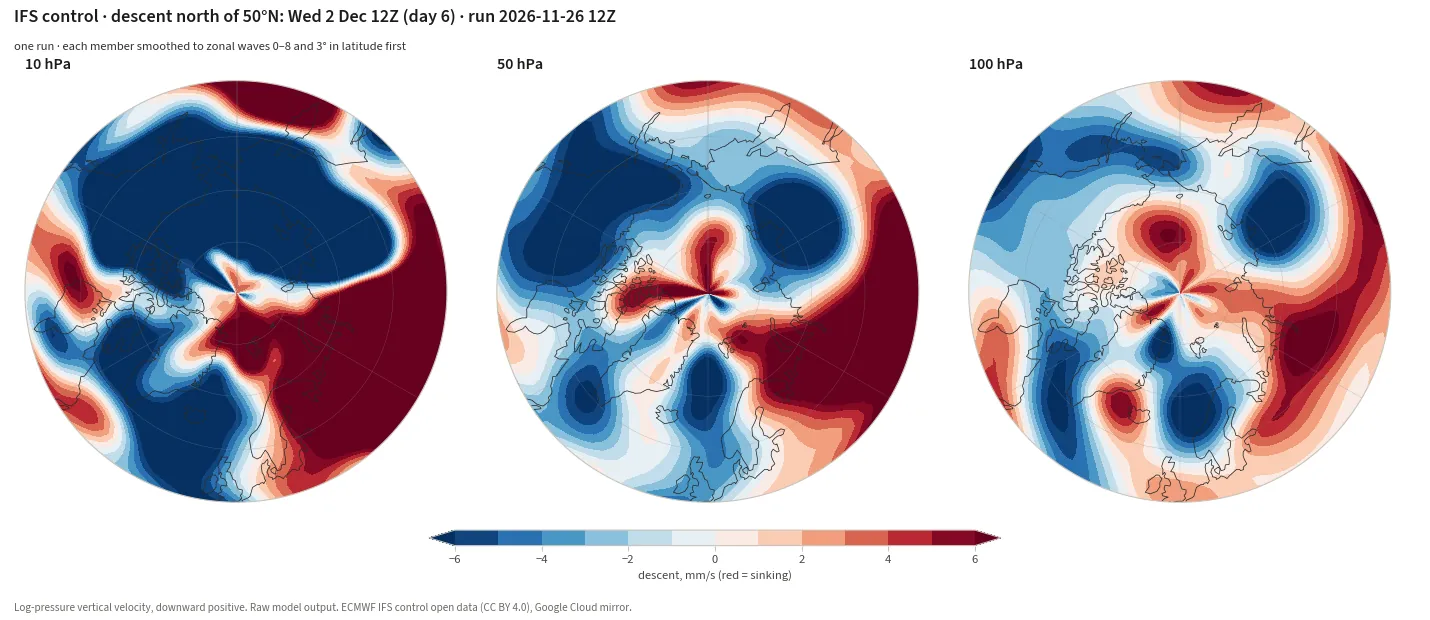 IFS control · descent north of 50°N: Wed 2 Dec 12Z (day 6) · run 2026-11-26 12Z
one run · each member smoothed to zonal waves 0–8 and 3° in latitude first
10 hPa
50 hPa
100 hPa
−6
−4
−2
0
2
4
6
descent, mm/s (red = sinking)
Log-pressure vertical velocity, downward positive. Raw model output. ECMWF IFS control open data (CC BY 4.0), Google Cloud mirror.